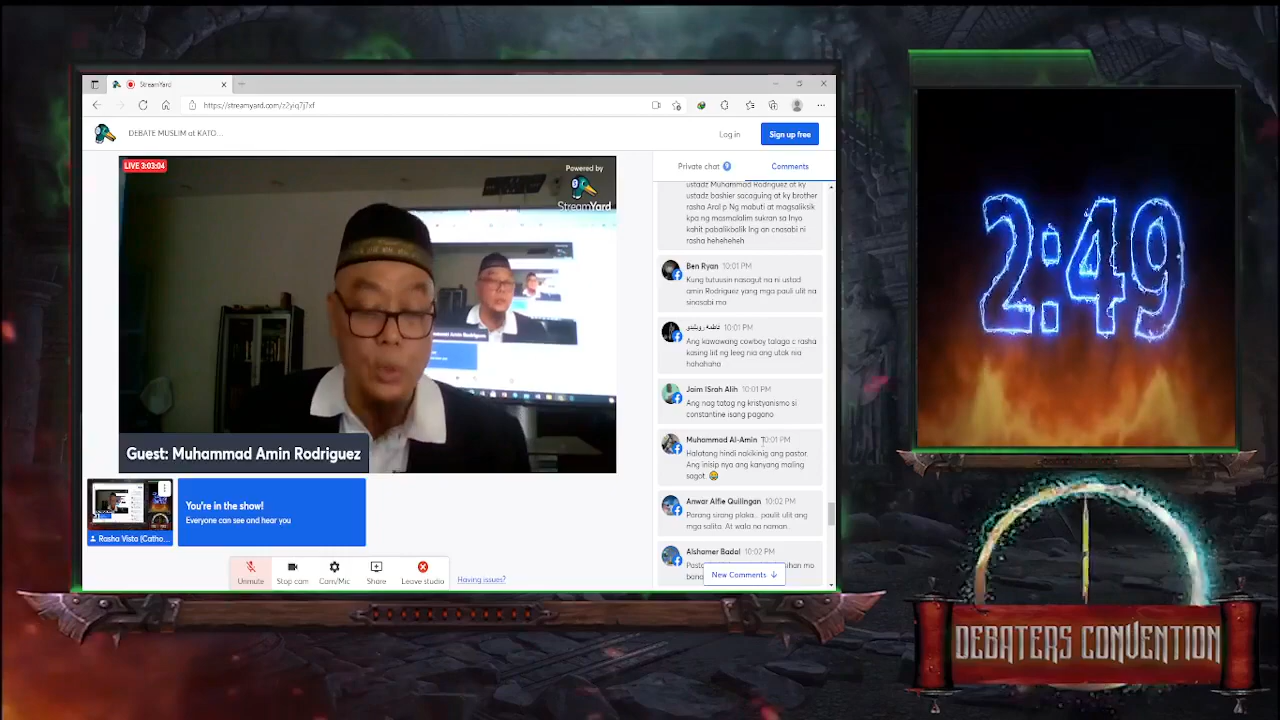 StreamYard
https://streamyard.com/z2yiq7j7xf
DEBATE MUSLIM at KATO...
Log in
Sign up free
LIVE 3:03:04
Powered by
StreamYard
Guest: Muhammad Amin Rodriguez
Private chat
Comments
ustadz Muhammad Rodriguez at ky
ustadz bashier sacaguing at ky brother
rasha Aral p Ng mabuti at magsaliksik
kpa ng masmalalim sukran sa Inyo
kahit pabalikbolik lng an cnosabi ni
rasha heheheheh
Ben Ryan 10:01 PM
Kung tutuusin nasagut na ni ustad
amin Rodriguez yang mga pauli ulit na
sinosabi mo
10:01 PM
Ang kawawang cowboy talaga c rasha
kasing liit ng leeg nia ang utak nia
hahahaha
Jaim ISrah Alih 10:01 PM
Ang nag tatag ng kristyanismo si
constantine isang pagano
Muhammad Al-Amin 10:01 PM
Halatang hindi nakikinig ang pastor.
Ang inisip nya ang kanyang maling
sagot.
Anwar Alfie Quilingan 10:02 PM
Parang sirang plaka.. paulit ulit ang
mga salita. At wala na naman.
Alshamer Badal 10:02 PM
New Comments ↓
Rasha Vista (Catho...
You're in the show!
Everyone can see and hear you
Unmute
Stop cam
Cam/Mic
Share
Leave studio
Having issues?
2:49
DEBATERS CONVENTION